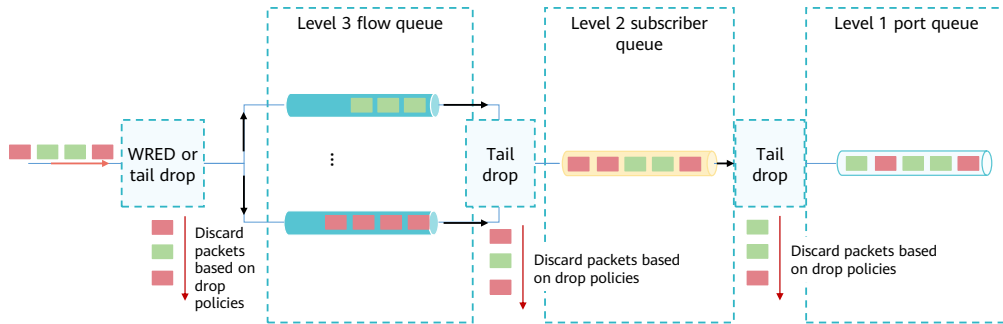 Level 3 flow queue
Level 2 subscriber
queue
Level 1 port queue
WRED or
tail drop
...
Tail
drop
Tail
drop
Discard
packets
based on
drop
policies
Discard packets based
on drop policies
Discard packets based
on drop policies